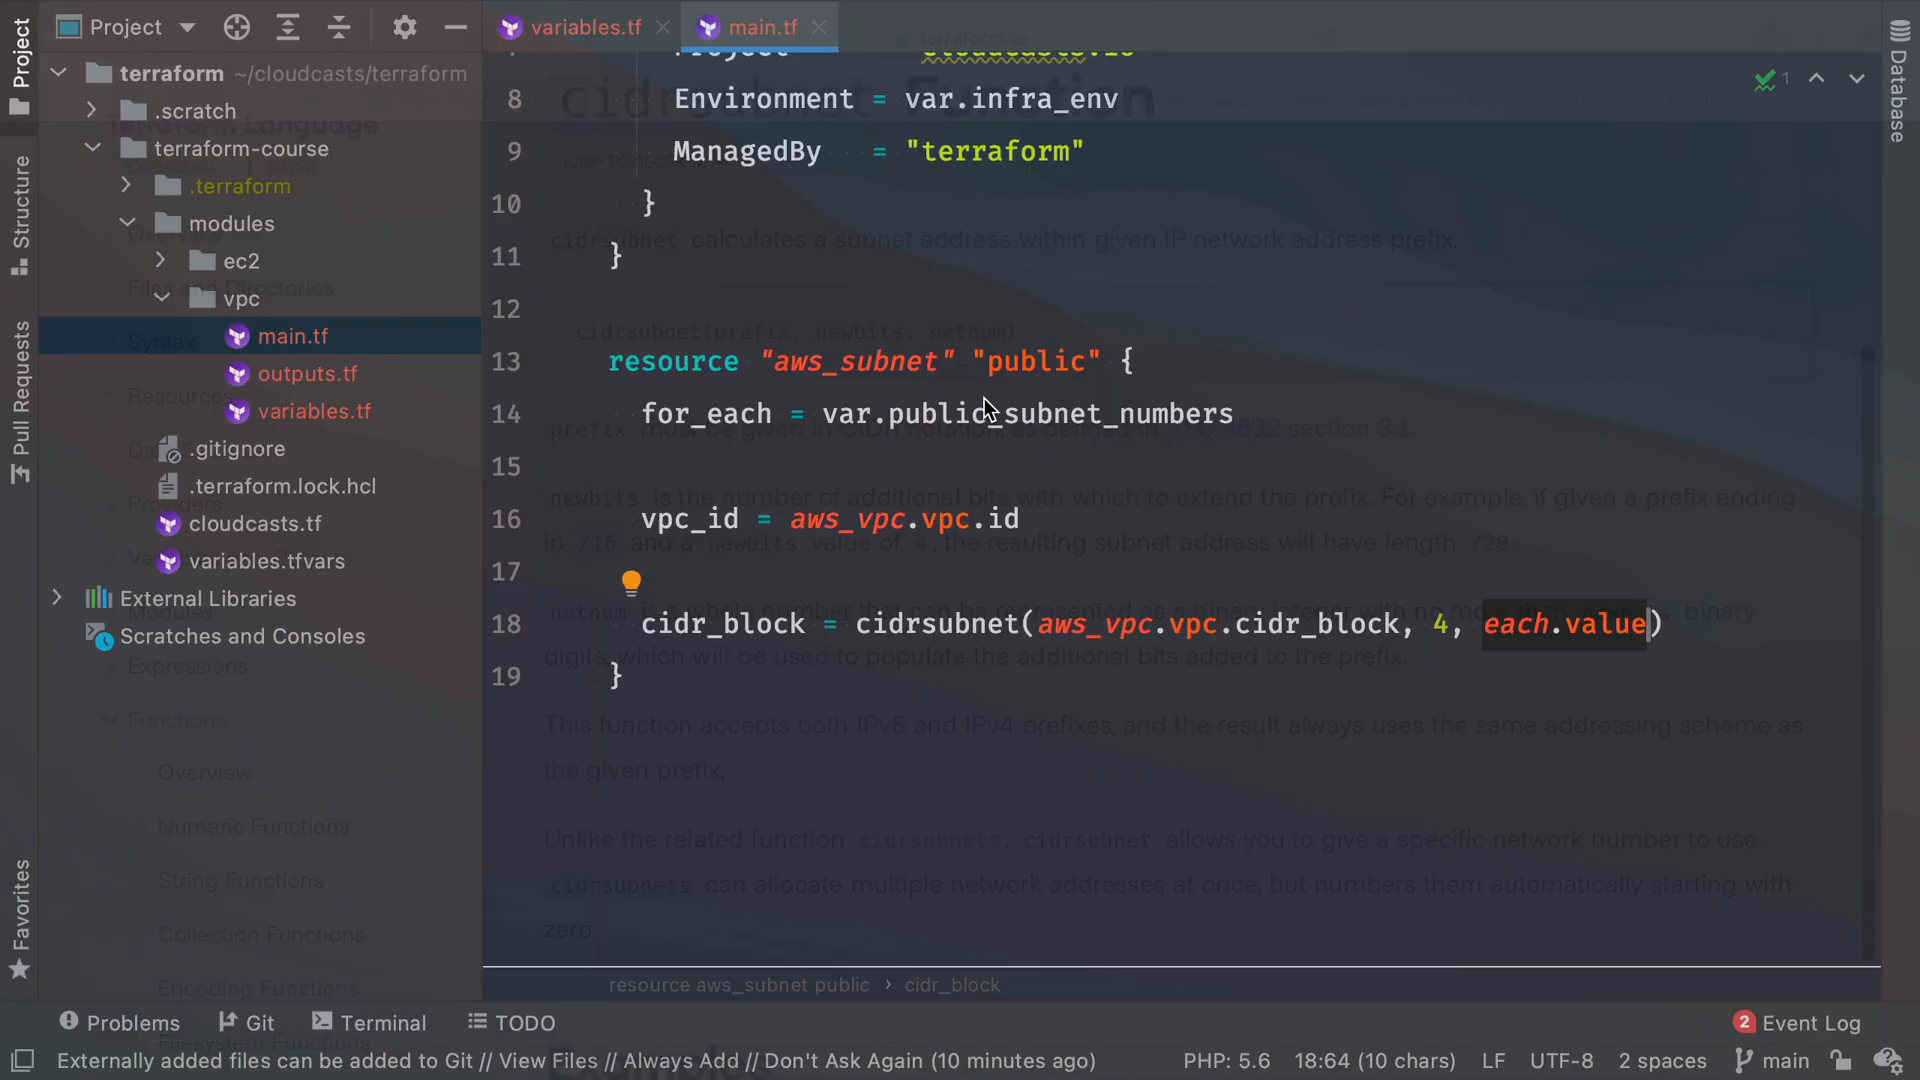 Project
variables.tf
main.tf
terraform ~/cloudcasts/terraform
.scratch
terraform-course
.terraform
modules
ec2
vpc
main.tf
outputs.tf
variables.tf
.gitignore
.terraform.lock.hcl
cloudcasts.tf
variables.tfvars
External Libraries
Scratches and Consoles
Project
Structure
Pull Requests
Favorites
Database
1
8 Environment = var.infra_env
9 ManagedBy = "terraform"
10 }
11 }
12
13 resource "aws_subnet" "public" {
14 for_each = var.public_subnet_numbers
15
16 vpc_id = aws_vpc.vpc.id
17
18 cidr_block = cidrsubnet(aws_vpc.vpc.cidr_block, 4, each.value)
19 }
resource aws_subnet public › cidr_block
cidrsubnet Function
Terraform Language
cidrsubnet calculates a subnet address within given IP network address prefix.
cidrsubnet(prefix, newbits, netnum)
prefix must be given in CIDR notation, as defined in RFC 4632 section 3.1.
newbits is the number of additional bits with which to extend the prefix. For example, if given a prefix ending
in /16 and a newbits value of 4, the resulting subnet address will have length /20.
netnum is a whole number that can be represented as a binary integer with no more than binary
digits, which will be used to populate the additional bits added to the prefix.
This function accepts both IPv6 and IPv4 prefixes, and the result always uses the same addressing scheme as
the given prefix.
Unlike the related function cidrsubnets, cidrsubnet allows you to give a specific network number to use.
cidrsubnets can allocate multiple network addresses at once, but numbers them automatically starting with
zero.
Files and Directories
Syntax
Resources
Providers
Modules
Expressions
Functions
Overview
Numeric Functions
String Functions
Collection Functions
Encoding Functions
Filesystem Functions
Examples
Problems
Git
Terminal
TODO
2 Event Log
Externally added files can be added to Git // View Files // Always Add // Don't Ask Again (10 minutes ago)
PHP: 5.6 18:64 (10 chars) LF UTF-8 2 spaces main